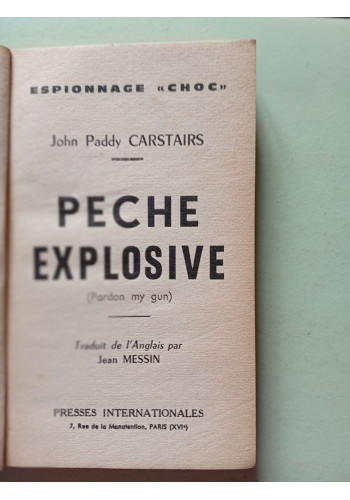 ESPIONNAGE «CHOC»
John Paddy CARSTAIRS
PECHE
EXPLOSIVE
(Pardon my gun)
Traduit de l'Anglais par
Jean MESSIN
PRESSES INTERNATIONALES
7, Rue de la Manutention, PARIS (XVIe)